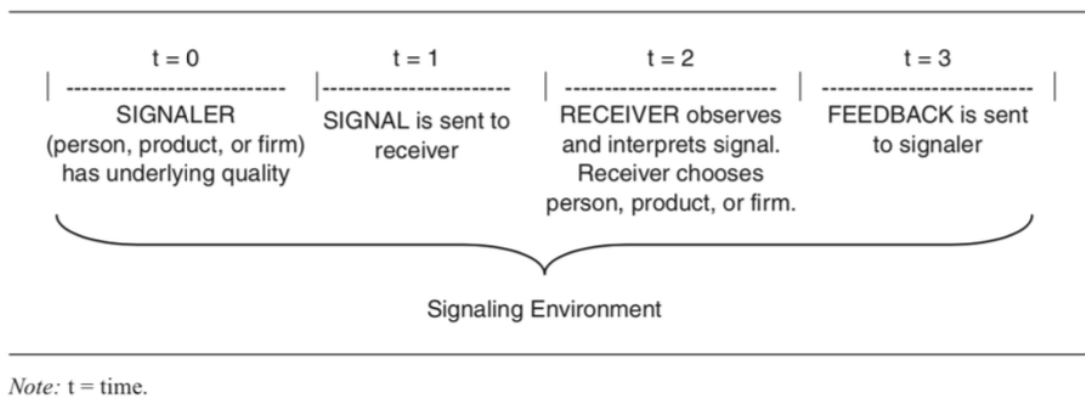 t = 0
SIGNALER
(person, product, or firm)
has underlying quality
t = 1
SIGNAL is sent to
receiver
t = 2
RECEIVER observes
and interprets signal.
Receiver chooses
person, product, or firm.
t = 3
FEEDBACK is sent
to signaler
Signaling Environment
Note: t = time.